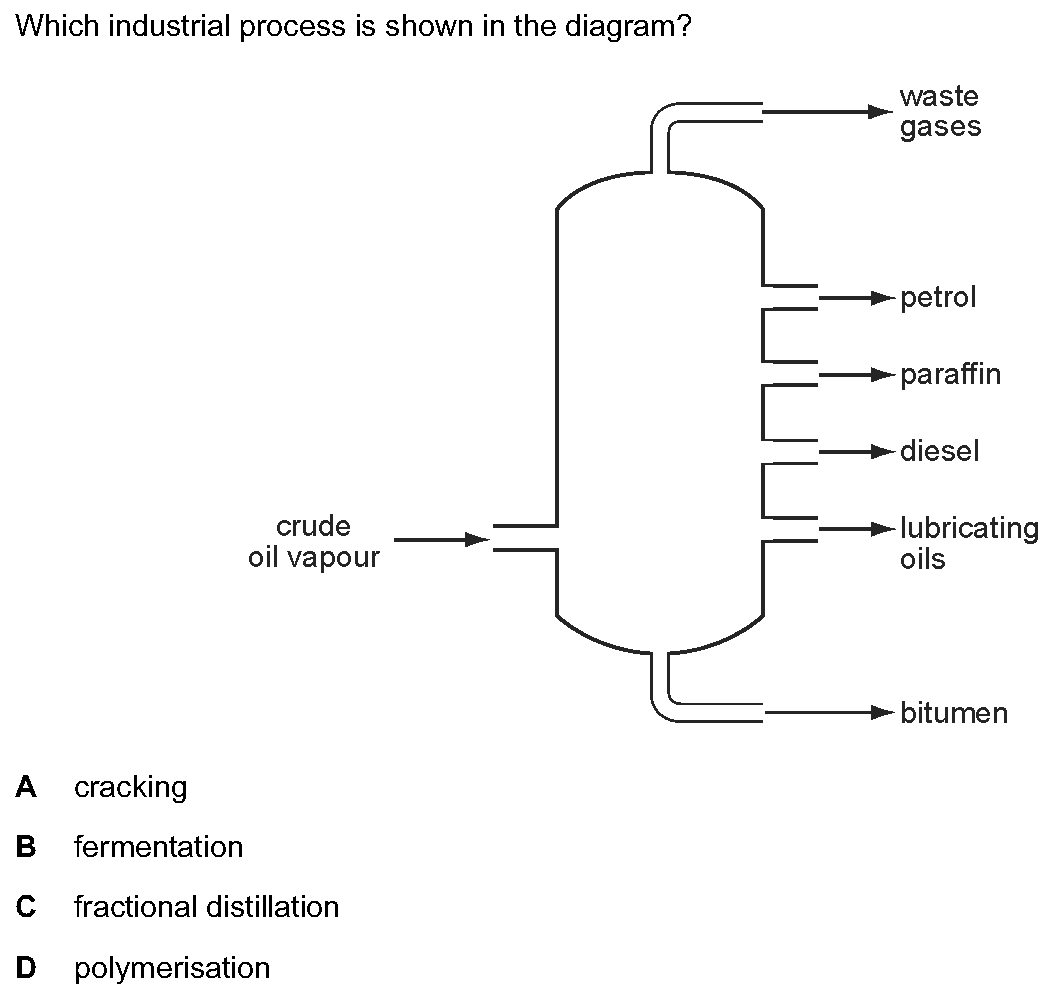 Which industrial process is shown in the diagram?
waste
gases
petrol
paraffin
diesel
crude
oil vapour
lubricating
oils
bitumen
A cracking
B fermentation
C fractional distillation
D polymerisation